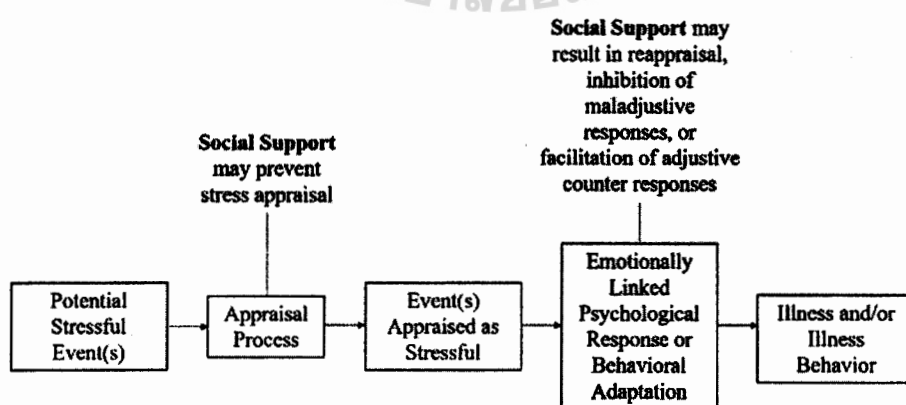 Social Support may
result in reappraisal,
inhibition of
maladjustive
responses, or
facilitation of adjustive
counter responses
Social Support
may prevent
stress appraisal
Potential
Stressful
Event(s)
Appraisal
Process
Event(s)
Appraised as
Stressful
Emotionally
Linked
Psychological
Response or
Behavioral
Adaptation
Illness and/or
Illness
Behavior